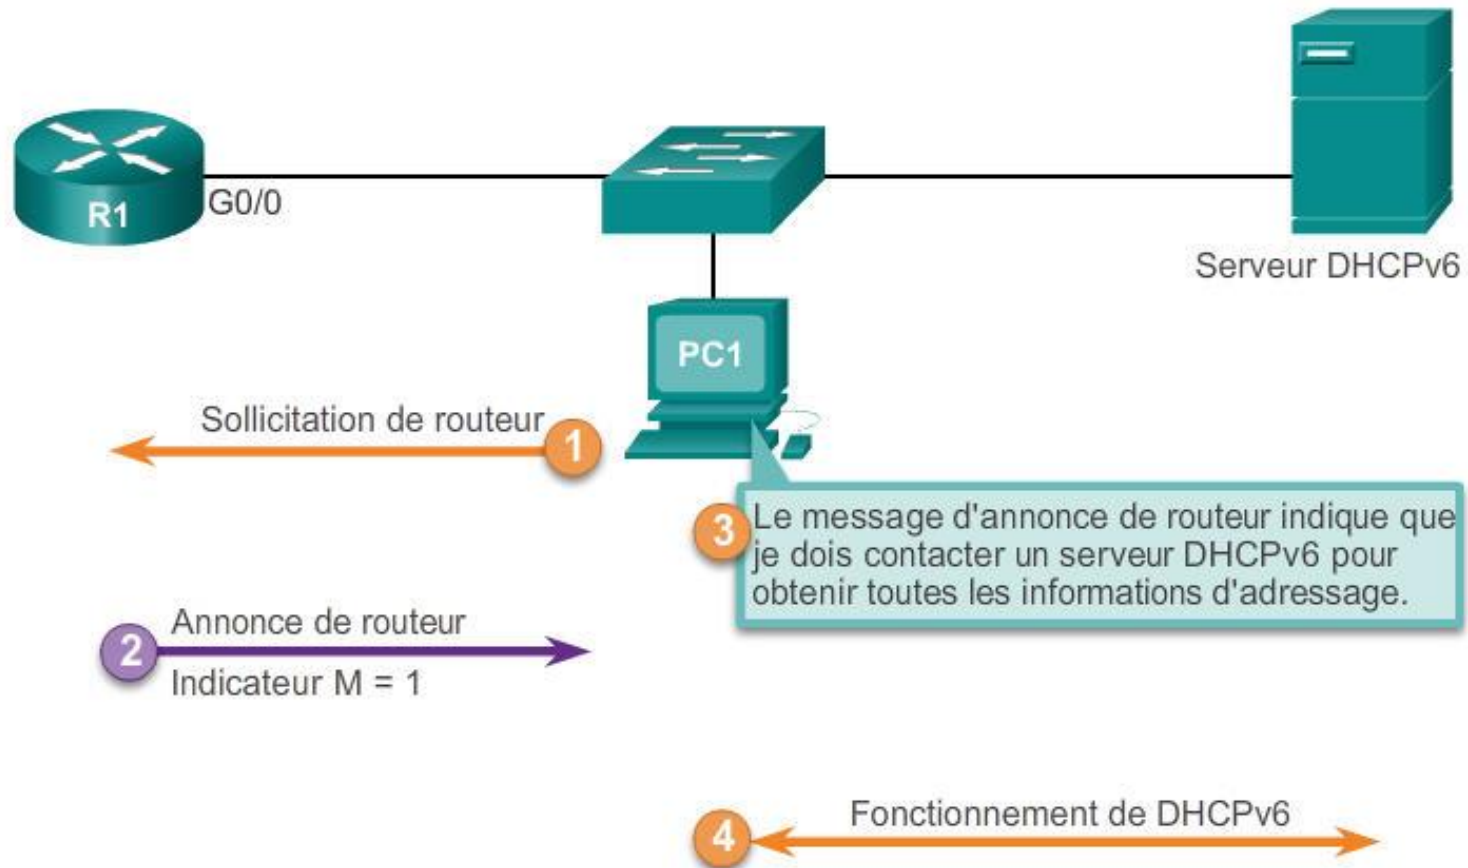 R1
G0/0
Serveur DHCPv6
PC1
Sollicitation de routeur
1
3
Le message d'annonce de routeur indique que
je dois contacter un serveur DHCPv6 pour
obtenir toutes les informations d'adressage.
2
Annonce de routeur
Indicateur M = 1
4
Fonctionnement de DHCPv6